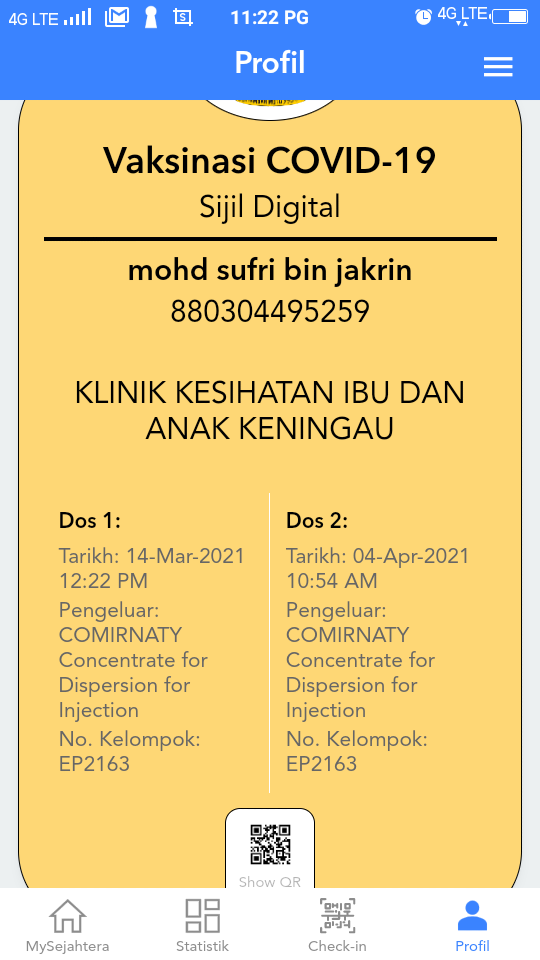 4G LTE 11:22 PG 4G LTE
Profil
Vaksinasi COVID-19
Sijil Digital
mohd sufri bin jakrin
880304495259
KLINIK KESIHATAN IBU DAN
ANAK KENINGAU
Dos 1:
Tarikh: 14-Mar-2021
12:22 PM
Pengeluar:
COMIRNATY
Concentrate for
Dispersion for
Injection
No. Kelompok:
EP2163
Dos 2:
Tarikh: 04-Apr-2021
10:54 AM
Pengeluar:
COMIRNATY
Concentrate for
Dispersion for
Injection
No. Kelompok:
EP2163
Show QR
MySejahtera Statistik Check-in Profil